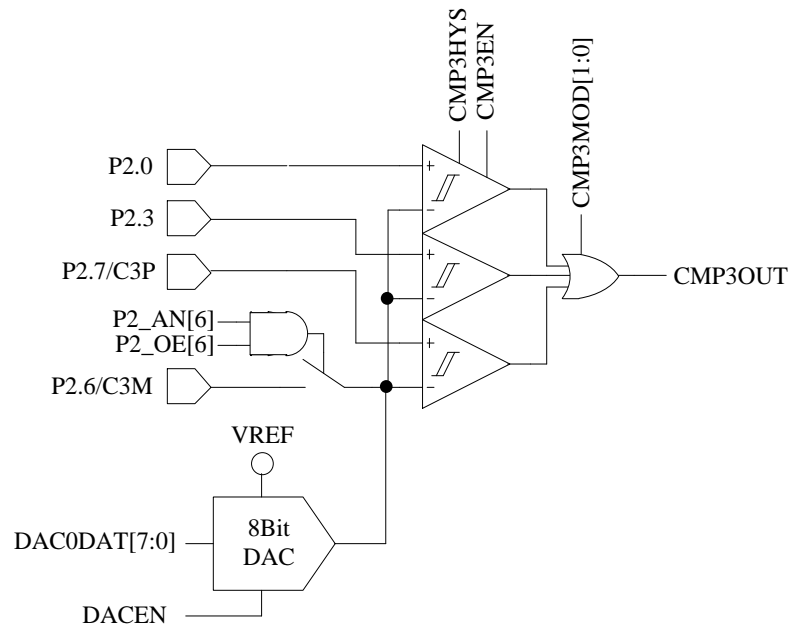 CMP3HYS
CMP3EN
CMP3MOD[1:0]
P2.0
+
−
P2.3
+
P2.7/C3P
−
CMP3OUT
P2_AN[6]
P2_OE[6]
+
P2.6/C3M
−
VREF
8Bit
DAC
DAC0DAT[7:0]
DACEN